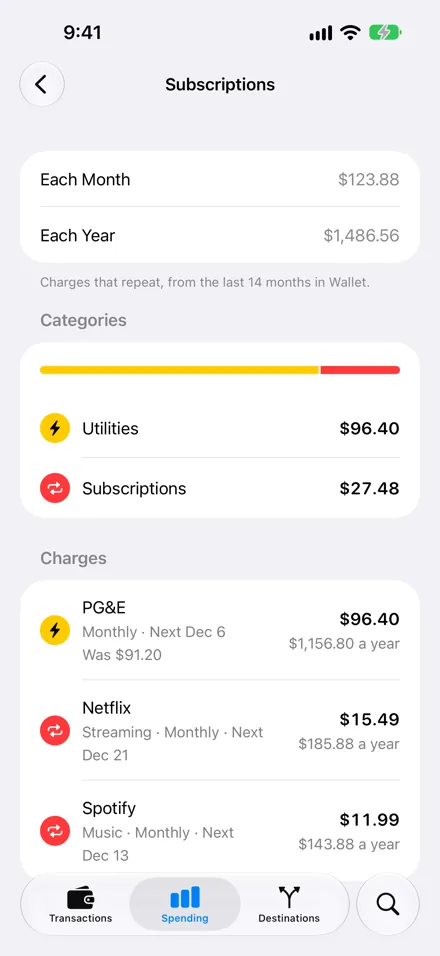 9:41
Subscriptions
Each Month $123.88
Each Year $1,486.56
Charges that repeat, from the last 14 months in Wallet.
Categories
Utilities $96.40
Subscriptions $27.48
Charges
PG&E
$96.40
Monthly · Next Dec 6
$1,156.80 a year
Was $91.20
Netflix
$15.49
Streaming · Monthly · Next
Dec 21
$185.88 a year
Spotify
$11.99
Music · Monthly · Next
Dec 13
$143.88 a year
Transactions
Spending
Destinations